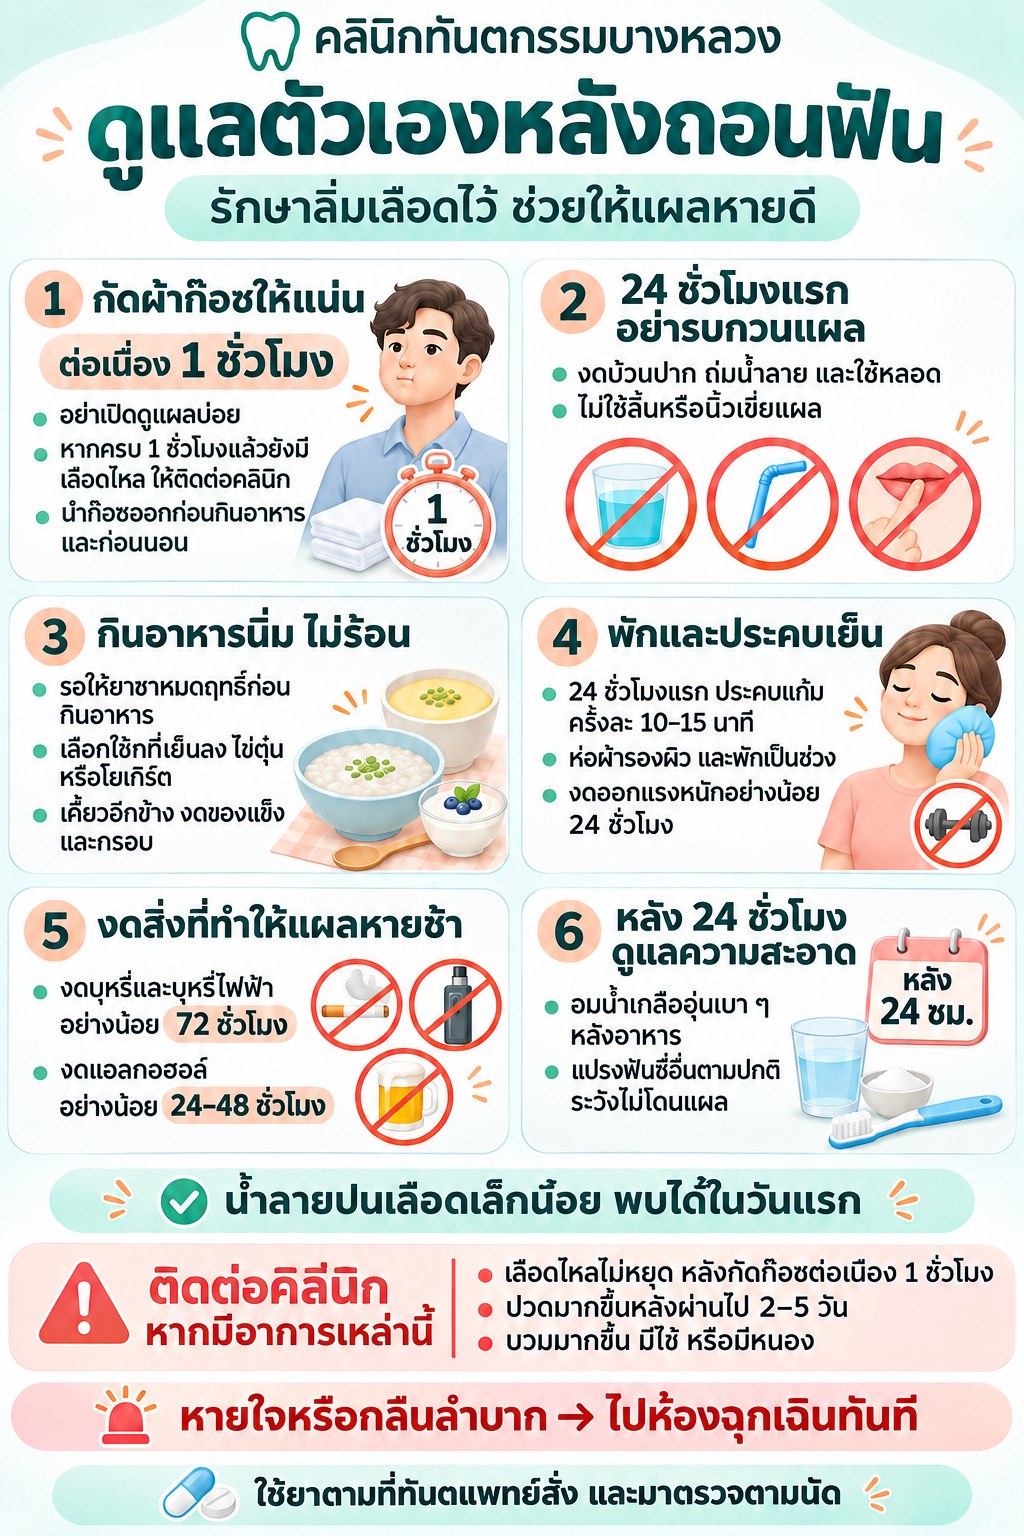 คลินิกทันตกรรมบางหลวง
ดูแลตัวเองหลังถอนฟัน
รักษาลิ่มเลือดไว้ ช่วยให้แผลหายดี
1 กัดผ้าก๊อซให้แน่น
ต่อเนื่อง 1 ชั่วโมง
อย่าเปิดดูแผลบ่อย
หากครบ 1 ชั่วโมงแล้วยังมี
เลือดไหล ให้ติดต่อคลินิก
นำก๊อซออกก่อนกินอาหาร
และก่อนนอน
1
ชั่วโมง
2 24 ชั่วโมงแรก
อย่ารบกวนแผล
งดบ้วนปาก ถ่มน้ำลาย และใช้หลอด
ไม่ใช้ลิ้นหรือนิ้วเขี่ยแผล
3 กินอาหารนิ่ม ไม่ร้อน
รอให้ยาชาหมดฤทธิ์ก่อน
กินอาหาร
เลือกใช้กที่เย็นลง ไข่ตุ๋น
หรือโยเกิร์ต
เคี้ยวอีกข้าง งดของแข็ง
และกรอบ
4 พักและประคบเย็น
24 ชั่วโมงแรก ประคบแก้ม
ครั้งละ 10–15 นาที
ห่อผ้ารองผิว และพักเป็นช่วง
งดออกแรงหนักอย่างน้อย
24 ชั่วโมง
5 งดสิ่งที่ทำให้แผลหายช้า
งดบุหรี่และบุหรี่ไฟฟ้า
อย่างน้อย 72 ชั่วโมง
งดแอลกอฮอล์
อย่างน้อย 24–48 ชั่วโมง
6 หลัง 24 ชั่วโมง
ดูแลความสะอาด
อมน้ำเกลืออุ่นเบา ๆ
หลังอาหาร
แปรงฟันซี่อื่นตามปกติ
ระวังไม่โดนแผล
หลัง
24 ซม.
น้ำลายปนเลือดเล็กน้อย พบได้ในวันแรก
ติดต่อคลินิก
หากมีอาการเหล่านี้
เลือดไหลไม่หยุด หลังกัดก๊อซต่อเนื่อง 1 ชั่วโมง
ปวดมากขึ้นหลังผ่านไป 2–5 วัน
บวมมากขึ้น มีไข้ หรือมีหนอง
หายใจหรือกลืนลำบาก → ไปห้องฉุกเฉินทันที
ใช้ยาตามที่ทันตแพทย์สั่ง และมาตรวจตามนัด